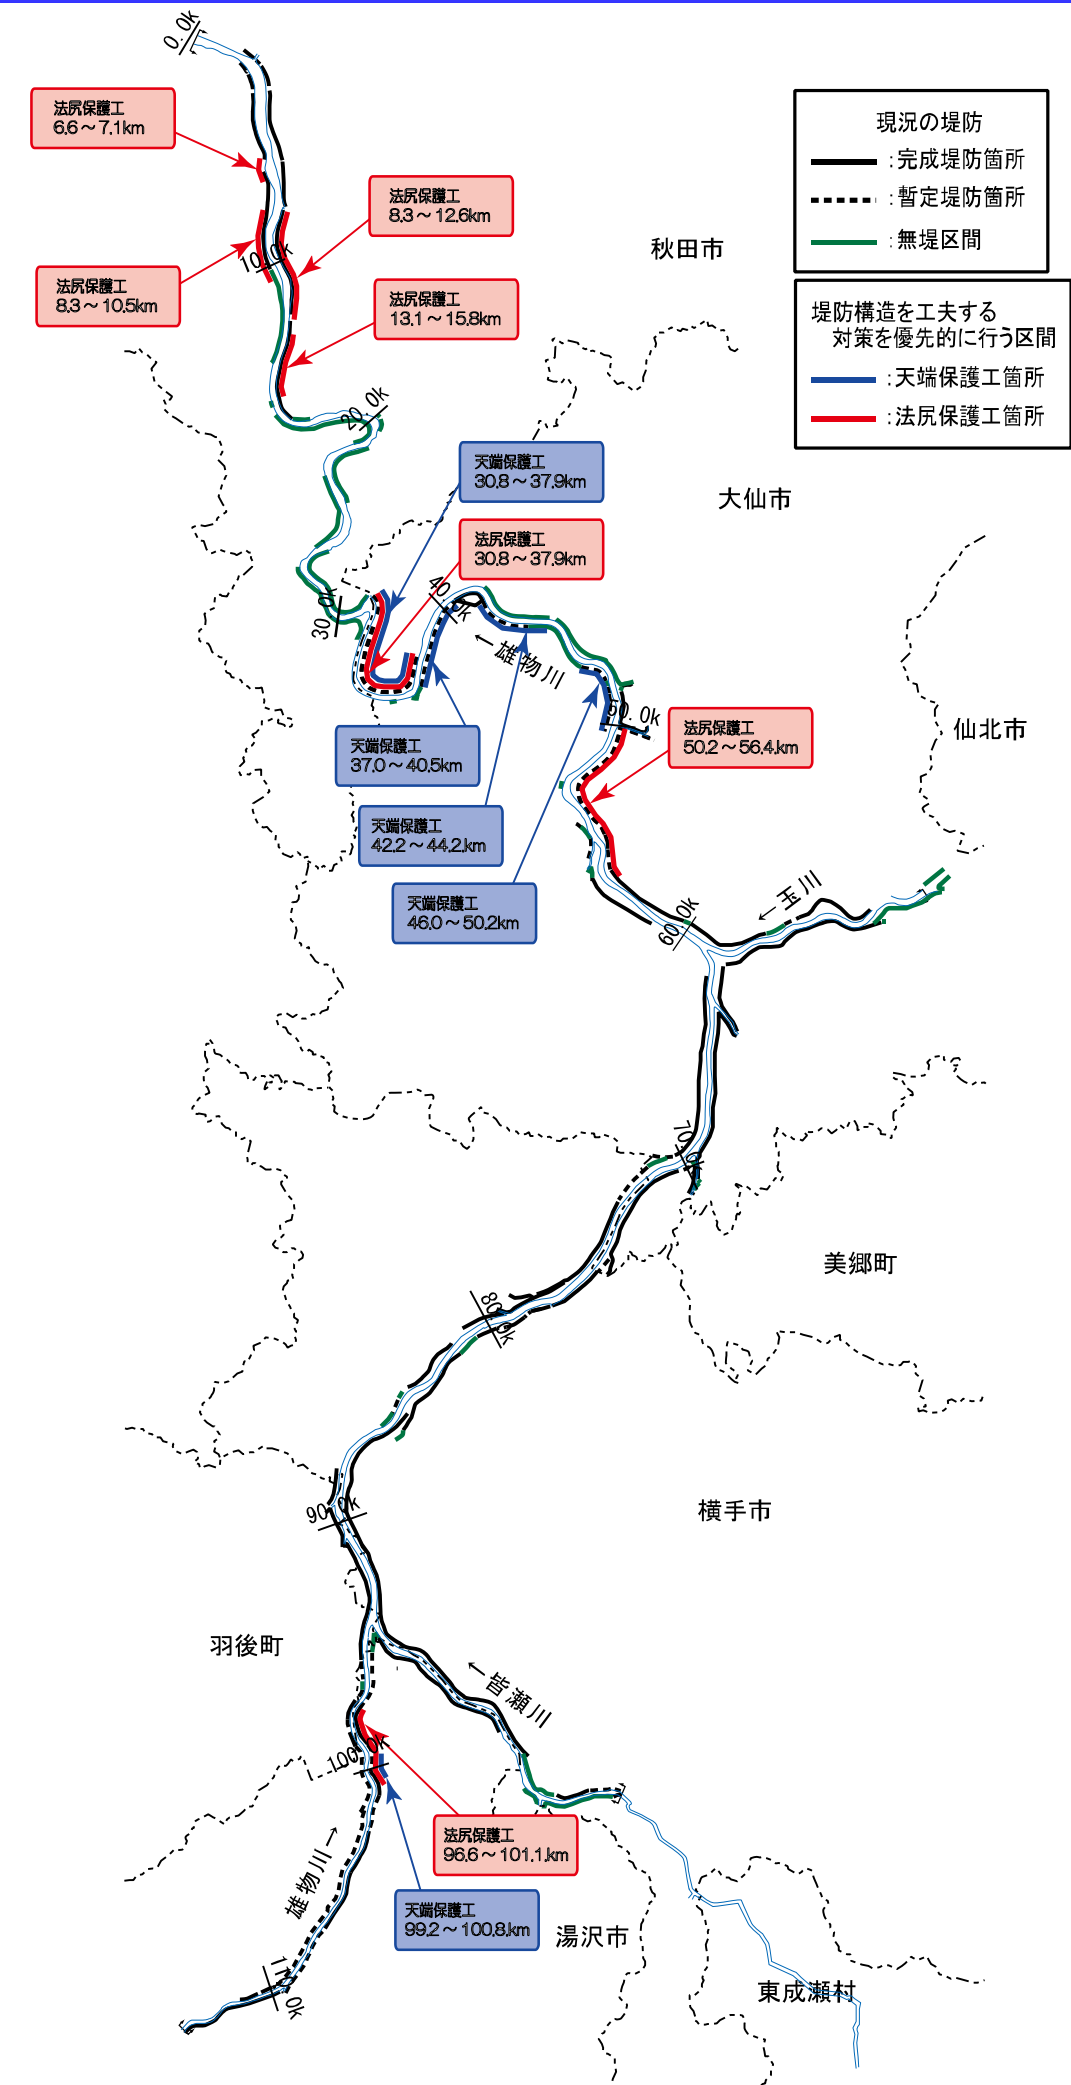 0.0k
法尻保護工
6.6～7.1km
法尻保護工
8.3～12.6km
法尻保護工
8.3～10.5km
10.0k
法尻保護工
13.1～15.8km
現況の堤防
：完成堤防箇所
：暫定堤防箇所
：無堤区間
堤防構造を工夫する
対策を優先的に行う区間
：天端保護工箇所
：法尻保護工箇所
秋田市
20.0k
天端保護工
30.8～37.9km
大仙市
法尻保護工
30.8～37.9km
30.0k
40.0k
←雄物川
50.0k
法尻保護工
50.2～56.4km
仙北市
天端保護工
37.0～40.5km
天端保護工
42.2～44.2km
天端保護工
46.0～50.2km
←玉川
60.0k
70.0k
美郷町
80.0k
横手市
90.0k
羽後町
←皆瀬川
100.0k
法尻保護工
96.6～101.1km
雄物川→
天端保護工
99.2～100.8km
湯沢市
110.0k
東成瀬村